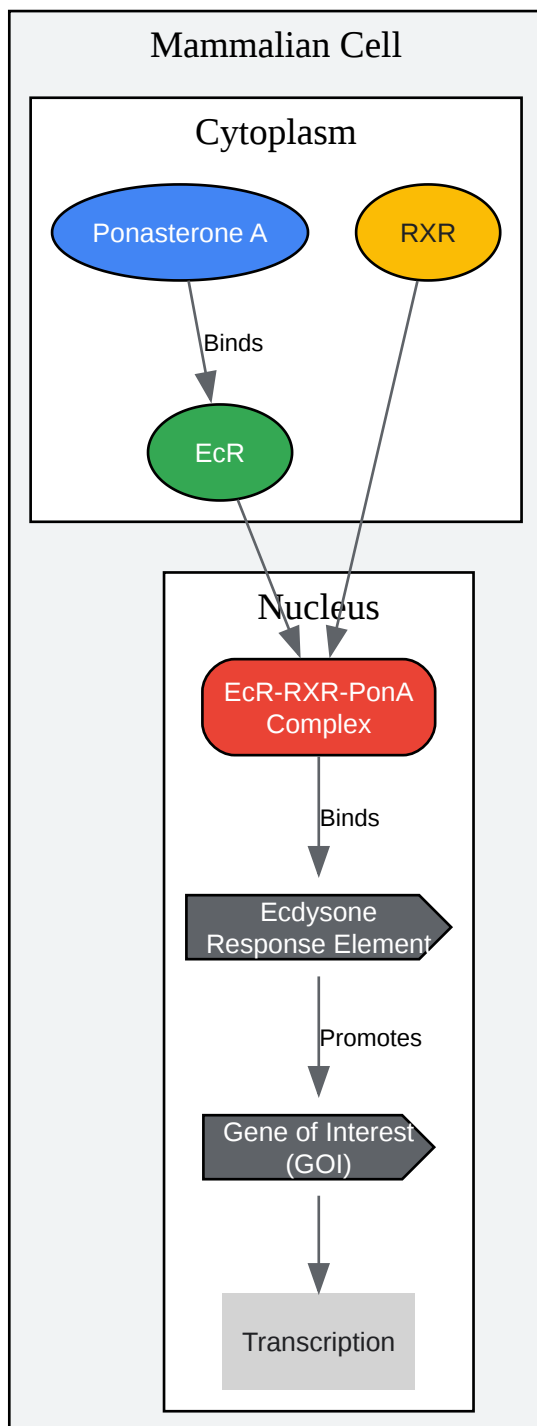 Mammalian Cell
Cytoplasm
Ponasterone A
RXR
Binds
EcR
Nucleus
EcR-RXR-PonA
Complex
Binds
Ecdysone
Response Element
Promotes
Gene of Interest
(GOI)
Transcription